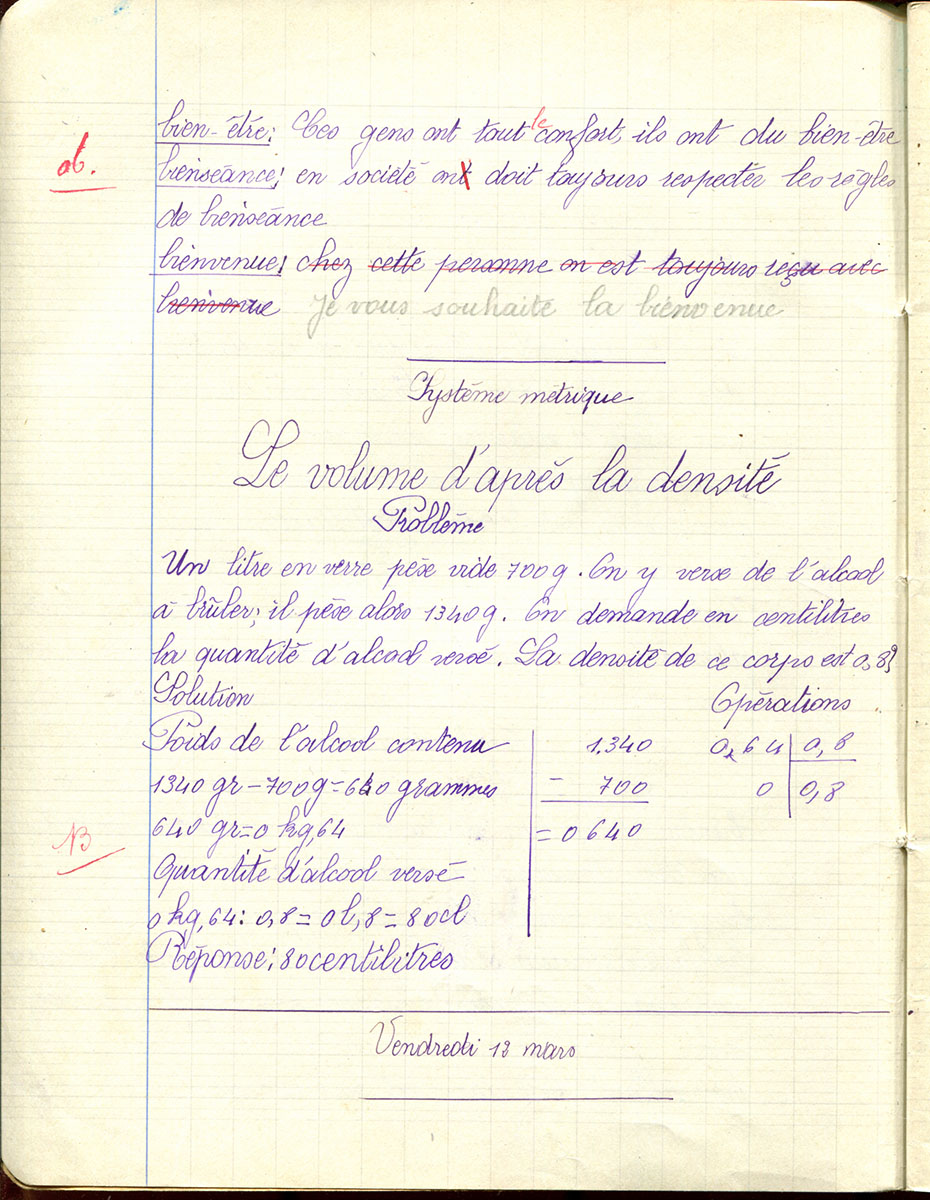 bien-être: Ces gens ont tout le confort, ils ont du bien-être
ab.
bienséance; en société ont doit toujours respecter les règles
de bienséance
bienvenue; chez cette personne on est toujours reçu avec
bienvenue Je vous souhaite la bienvenue
Système métrique
Le volume d'après la densité
Problème
Un litre en verre pèse vide 700g. On y verse de l'alcool
à brûler; il pèse alors 1340g. On demande en centilitres
la quantité d'alcool versé. La densité de ce corps est 0,8?
Solution Opérations
Poids de l'alcool contenu 1.340 0,64 0,8
1340 gr - 700g = 640 grammes - 700 0 0,8
640 gr = 0 kg,64 = 0640
B
Quantité d'alcool versé
0 kg,64 : 0,8 = 0l,8 = 80cl
Réponse; 80 centilitres
Vendredi 18 mars